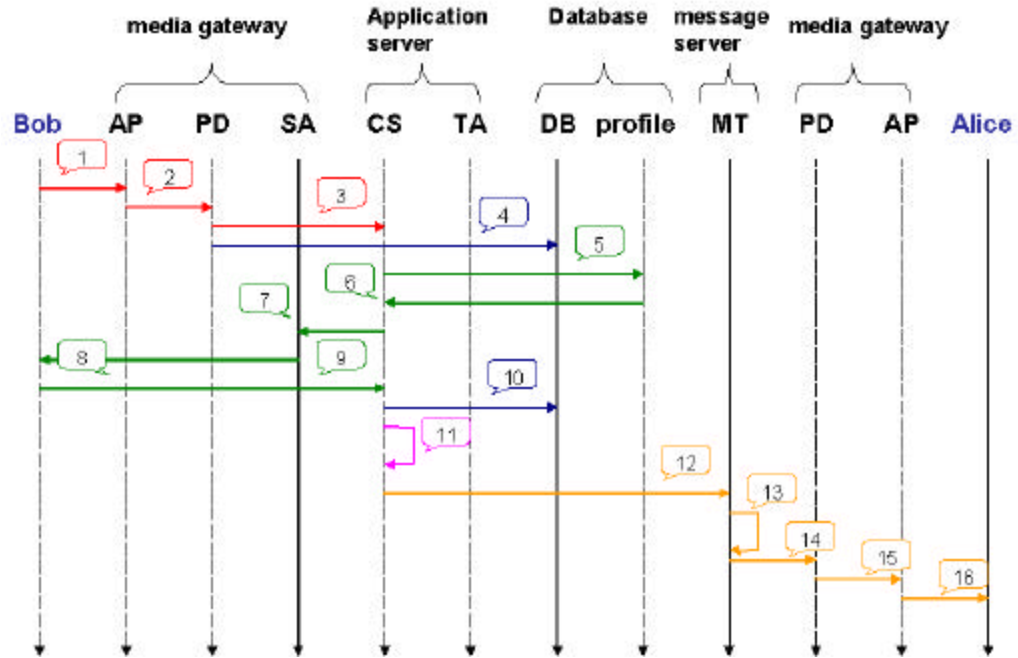 media gateway
Application server
Database
message server
media gateway
Bob AP PD SA CS TA DB profile MT PD AP Alice
1
2
3
4
5
6
7
8
9
10
11
12
13
14
15
16